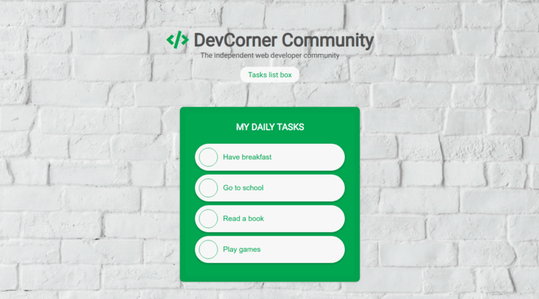 </> DevCorner Community
The independent web developer community
Tasks list box
MY DAILY TASKS
Have breakfast
Go to school
Read a book
Play games